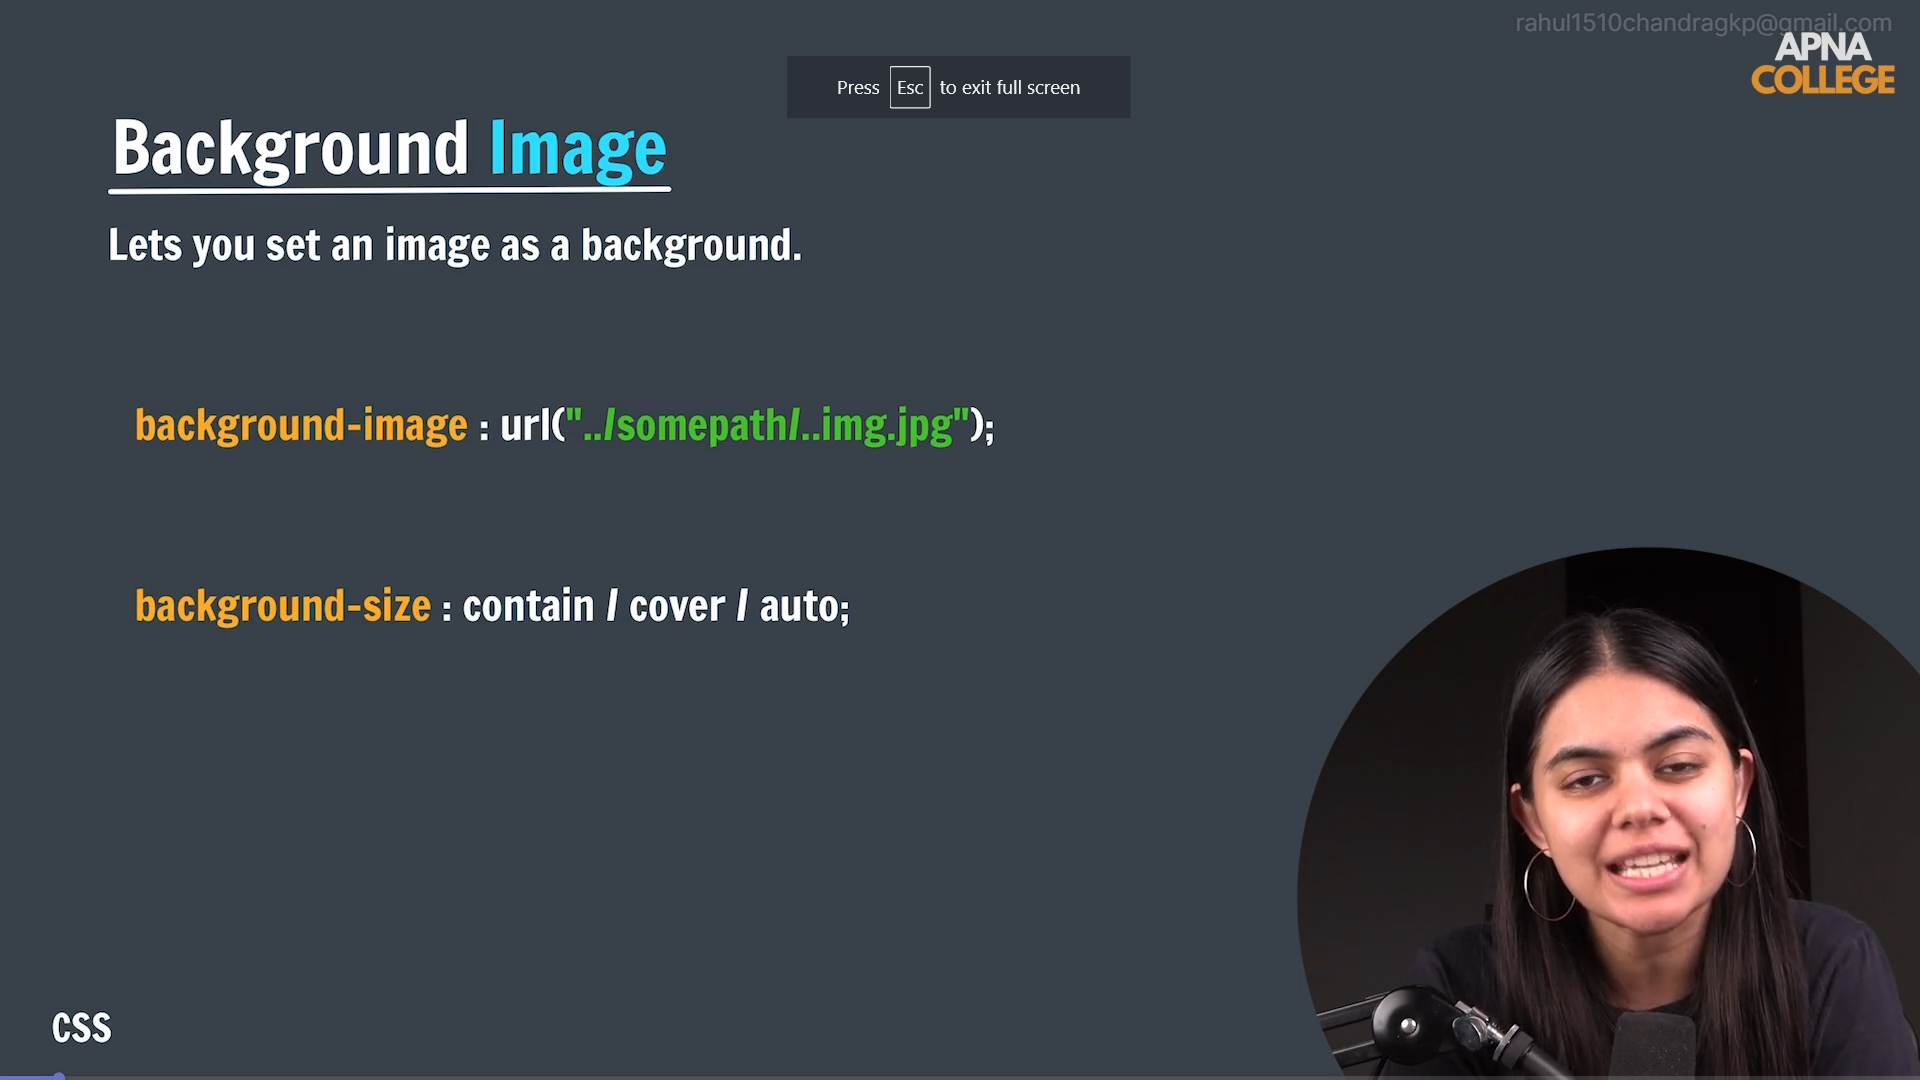 rahul1510chandragkp@gmail.com
APNA
COLLEGE
Press Esc to exit full screen
Background Image
Lets you set an image as a background.
background-image : url("../somepath/..img.jpg");
background-size : contain / cover / auto;
CSS